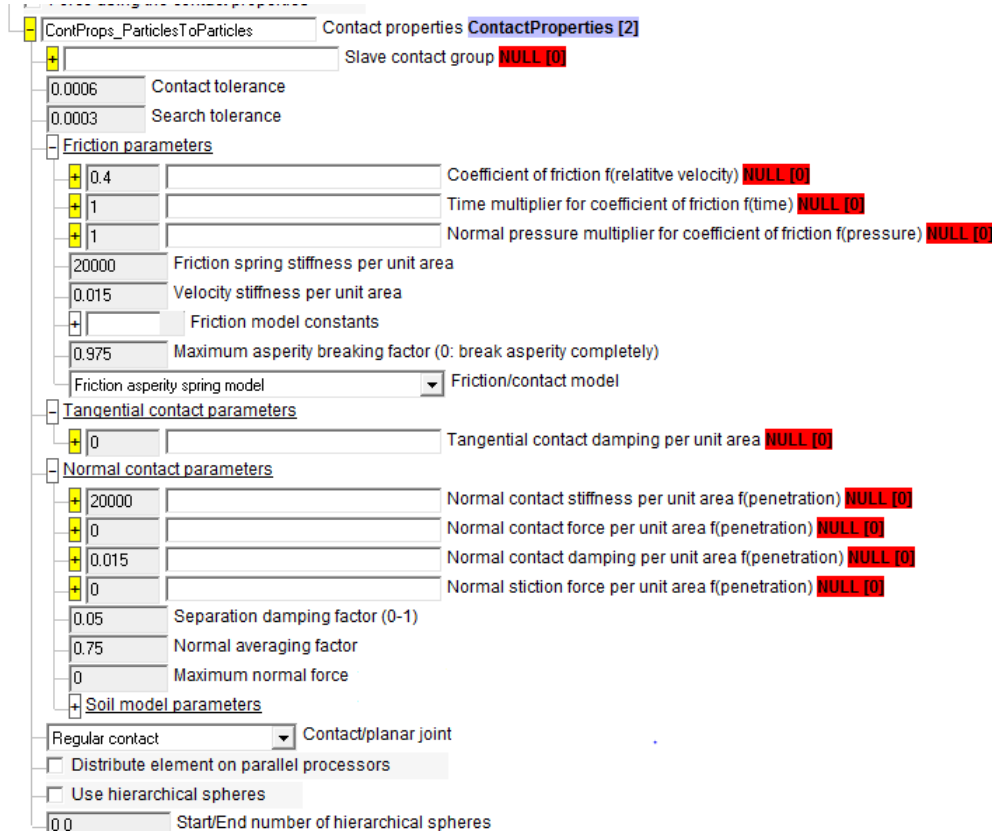 Force using the contact properties
ContProps_ParticlesToParticles Contact properties ContactProperties [2]
Slave contact group NULL [0]
0.0006 Contact tolerance
0.0003 Search tolerance
Friction parameters
0.4 Coefficient of friction f(relalitve velocity) NULL [0]
1 Time multiplier for coefficient of friction f(time) NULL [0]
1 Normal pressure multiplier for coefficient of friction f(pressure) NULL [0]
20000 Friction spring stiffness per unit area
0.015 Velocity stiffness per unit area
Friction model constants
0.975 Maximum asperity breaking factor (0: break asperity completely)
Friction asperity spring model Friction/contact model
Tangential contact parameters
0 Tangential contact damping per unit area NULL [0]
Normal contact parameters
20000 Normal contact stiffness per unit area f(penetration) NULL [0]
0 Normal contact force per unit area f(penetration) NULL [0]
0.015 Normal contact damping per unit area f(penetration) NULL [0]
0 Normal stiction force per unit area f(penetration) NULL [0]
0.05 Separation damping factor (0-1)
0.75 Normal averaging factor
0 Maximum normal force
Soil model parameters
Regular contact Contact/planar joint
Distribute element on parallel processors
Use hierarchical spheres
0 0 Start/End number of hierarchical spheres